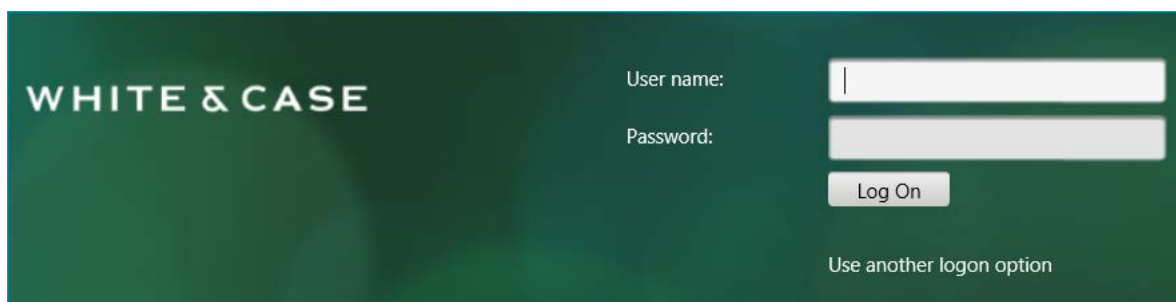 WHITE & CASE
User name:
Password:
Log On
Use another logon option